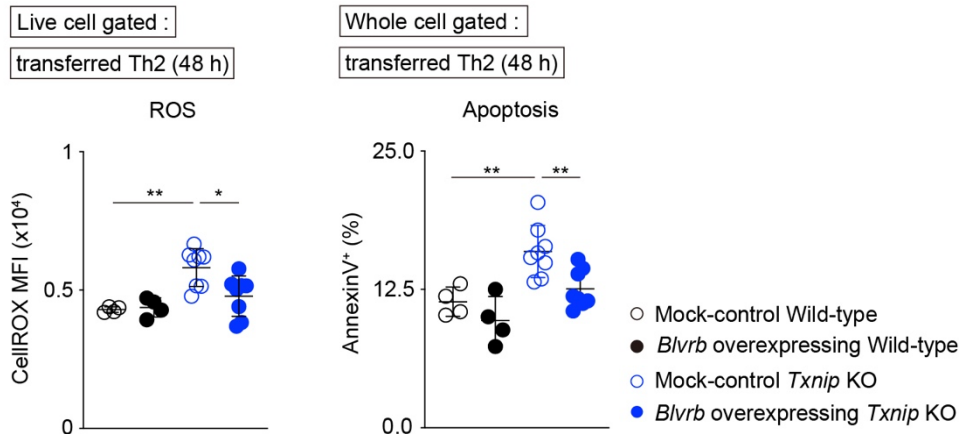 Live cell gated :
transferred Th2 (48 h)
ROS
1
0.5
0
CellROX MFI (x10⁴)
**
*
Whole cell gated :
transferred Th2 (48 h)
Apoptosis
25.0
12.5
0.0
AnnexinV⁺ (%)
**
**
Mock-control Wild-type
Blvrb overexpressing Wild-type
Mock-control Txnip KO
Blvrb overexpressing Txnip KO